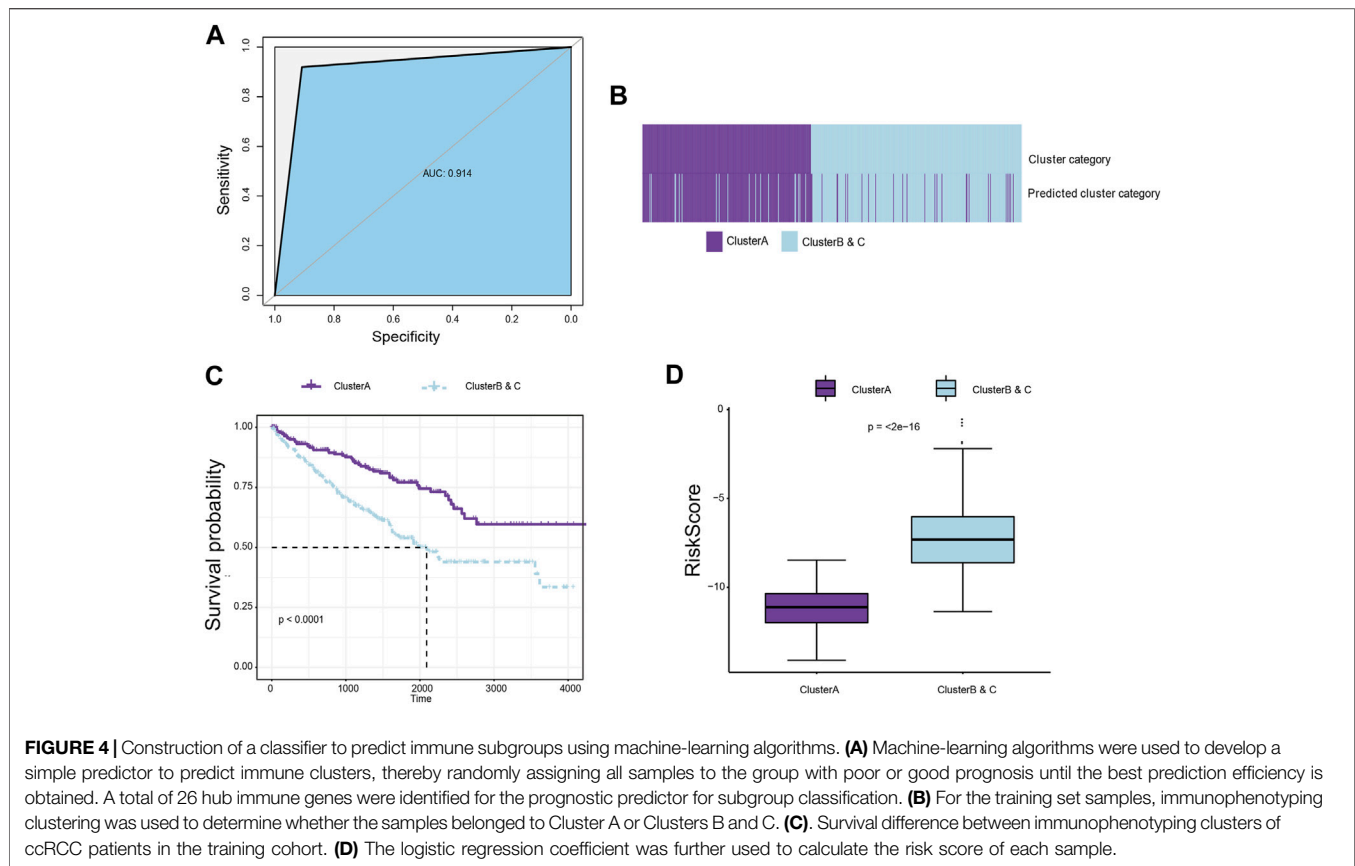 A
1.0
0.8
0.6
0.4
0.2
0.0
Sensitivity
AUC: 0.914
1.0 0.8 0.6 0.4 0.2 0.0
Specificity
B
Cluster category
Predicted cluster category
ClusterA ClusterB & C
C
ClusterA ClusterB & C
1.00
0.75
0.50
0.25
0.00
Survival probability
p < 0.0001
0 1000 2000 3000 4000
Time
D
ClusterA ClusterB & C
p = <2e-16
0
−5
−10
RiskScore
ClusterA ClusterB & C
FIGURE 4 | Construction of a classifier to predict immune subgroups using machine-learning algorithms. (A) Machine-learning algorithms were used to develop a
simple predictor to predict immune clusters, thereby randomly assigning all samples to the group with poor or good prognosis until the best prediction efficiency is
obtained. A total of 26 hub immune genes were identified for the prognostic predictor for subgroup classification. (B) For the training set samples, immunophenotyping
clustering was used to determine whether the samples belonged to Cluster A or Clusters B and C. (C). Survival difference between immunophenotyping clusters of
ccRCC patients in the training cohort. (D) The logistic regression coefficient was further used to calculate the risk score of each sample.